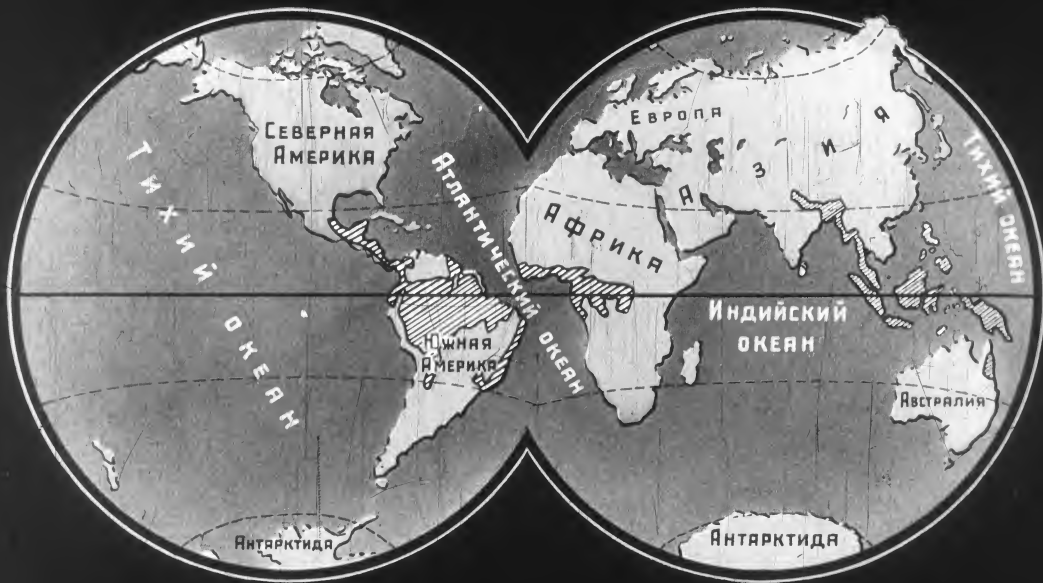 Северная
Америка
Тихий океан
Атлантический океан
Южная
Америка
Антарктида
Европа
Азия
Африка
Тихий океан
Индийский
океан
Австралия
Антарктида